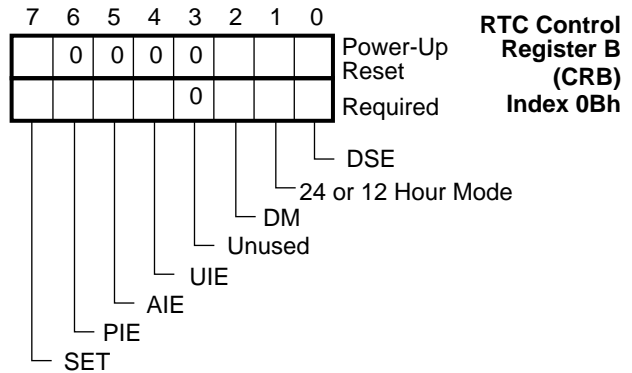 7 6 5 4 3 2 1 0
RTC Control
Register B
(CRB)
Index 0Bh
0 0 0 0
Power-Up
Reset
0
Required
DSE
24 or 12 Hour Mode
DM
Unused
UIE
AIE
PIE
SET